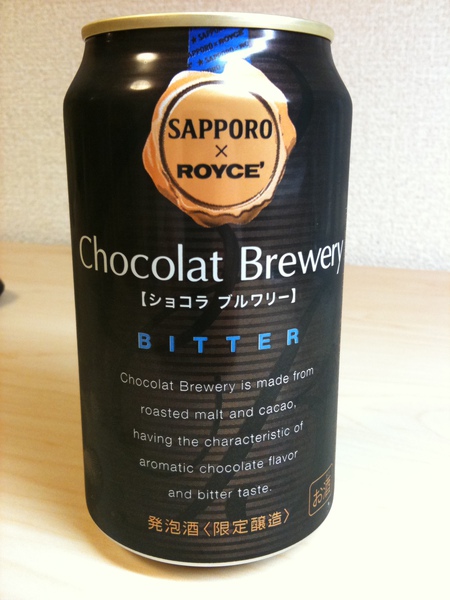 SAPPORO
×
ROYCE'
Chocolat Brewery
【ショコラ ブルワリー】
BITTER
Chocolat Brewery is made from
roasted malt and cacao,
having the characteristic of
aromatic chocolate flavor
and bitter taste.
お酒
発泡酒〈限定醸造〉